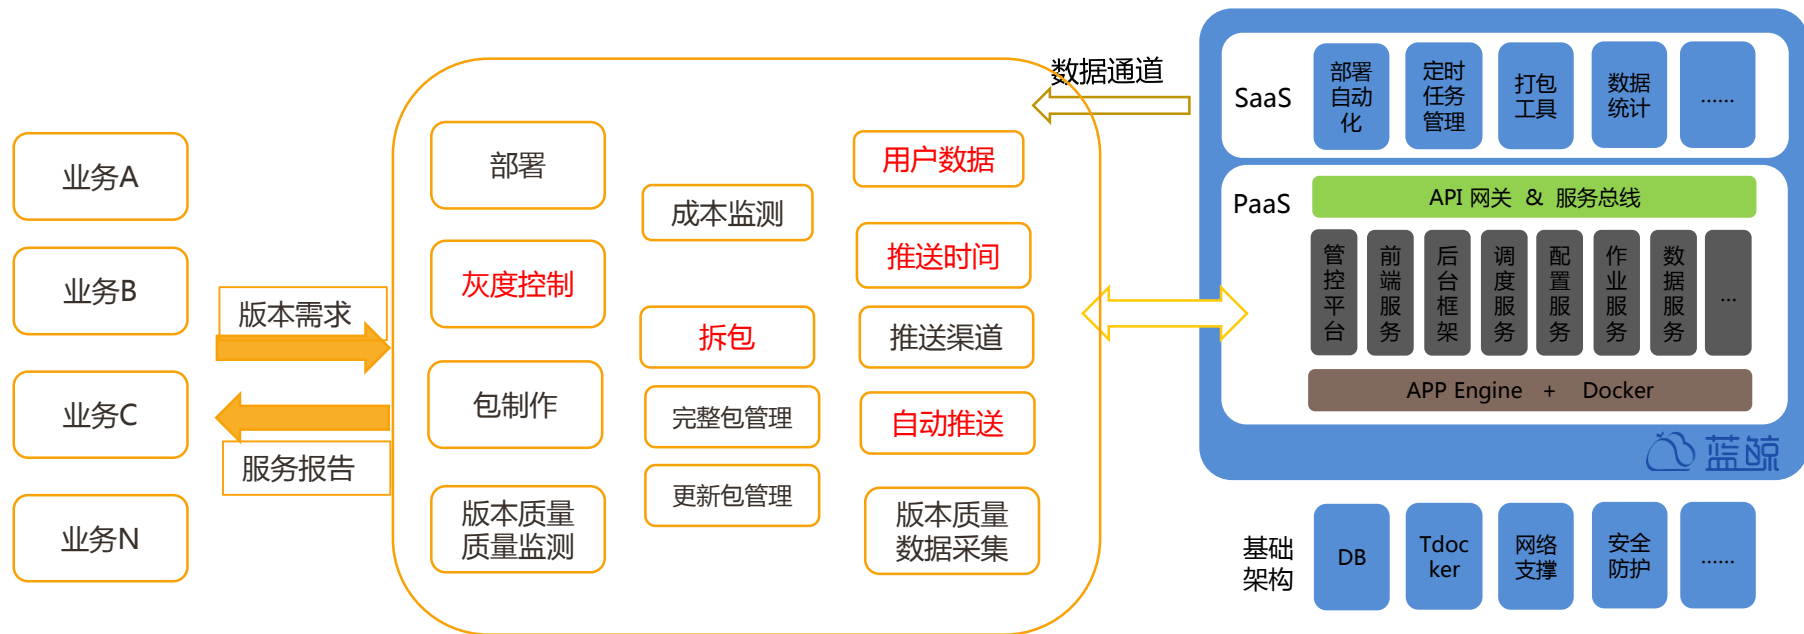 业务A
业务B
业务C
业务N
版本需求
服务报告
部署
灰度控制
包制作
版本质量
质量监测
成本监测
拆包
完整包管理
更新包管理
用户数据
推送时间
推送渠道
自动推送
版本质量
数据采集
数据通道
SaaS
部署
自动
化
定时
任务
管理
打包
工具
数据
统计
......
PaaS
API 网关 & 服务总线
管
控
平
台
前
端
服
务
后
台
框
架
调
度
服
务
配
置
服
务
作
业
服
务
数
据
服
务
...
APP Engine + Docker
蓝鲸
基础
架构
DB
Tdoc
ker
网络
支撑
安全
防护
......